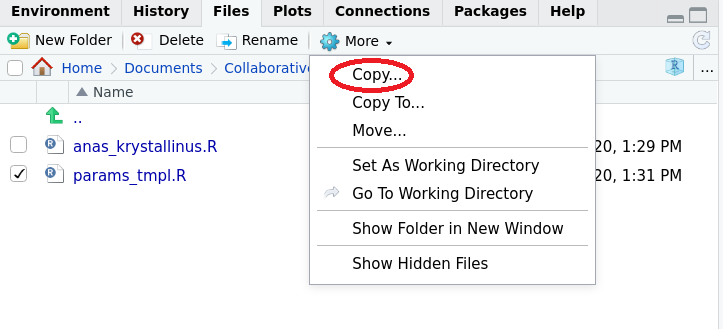 Environment History Files Plots Connections Packages Help
New Folder Delete Rename More
Home Documents Collaborative ...
Name
..
anas_krystallinus.R 20, 1:29 PM
params_tmpl.R 20, 1:31 PM
Copy...
Copy To...
Move...
Set As Working Directory
Go To Working Directory
Show Folder in New Window
Show Hidden Files